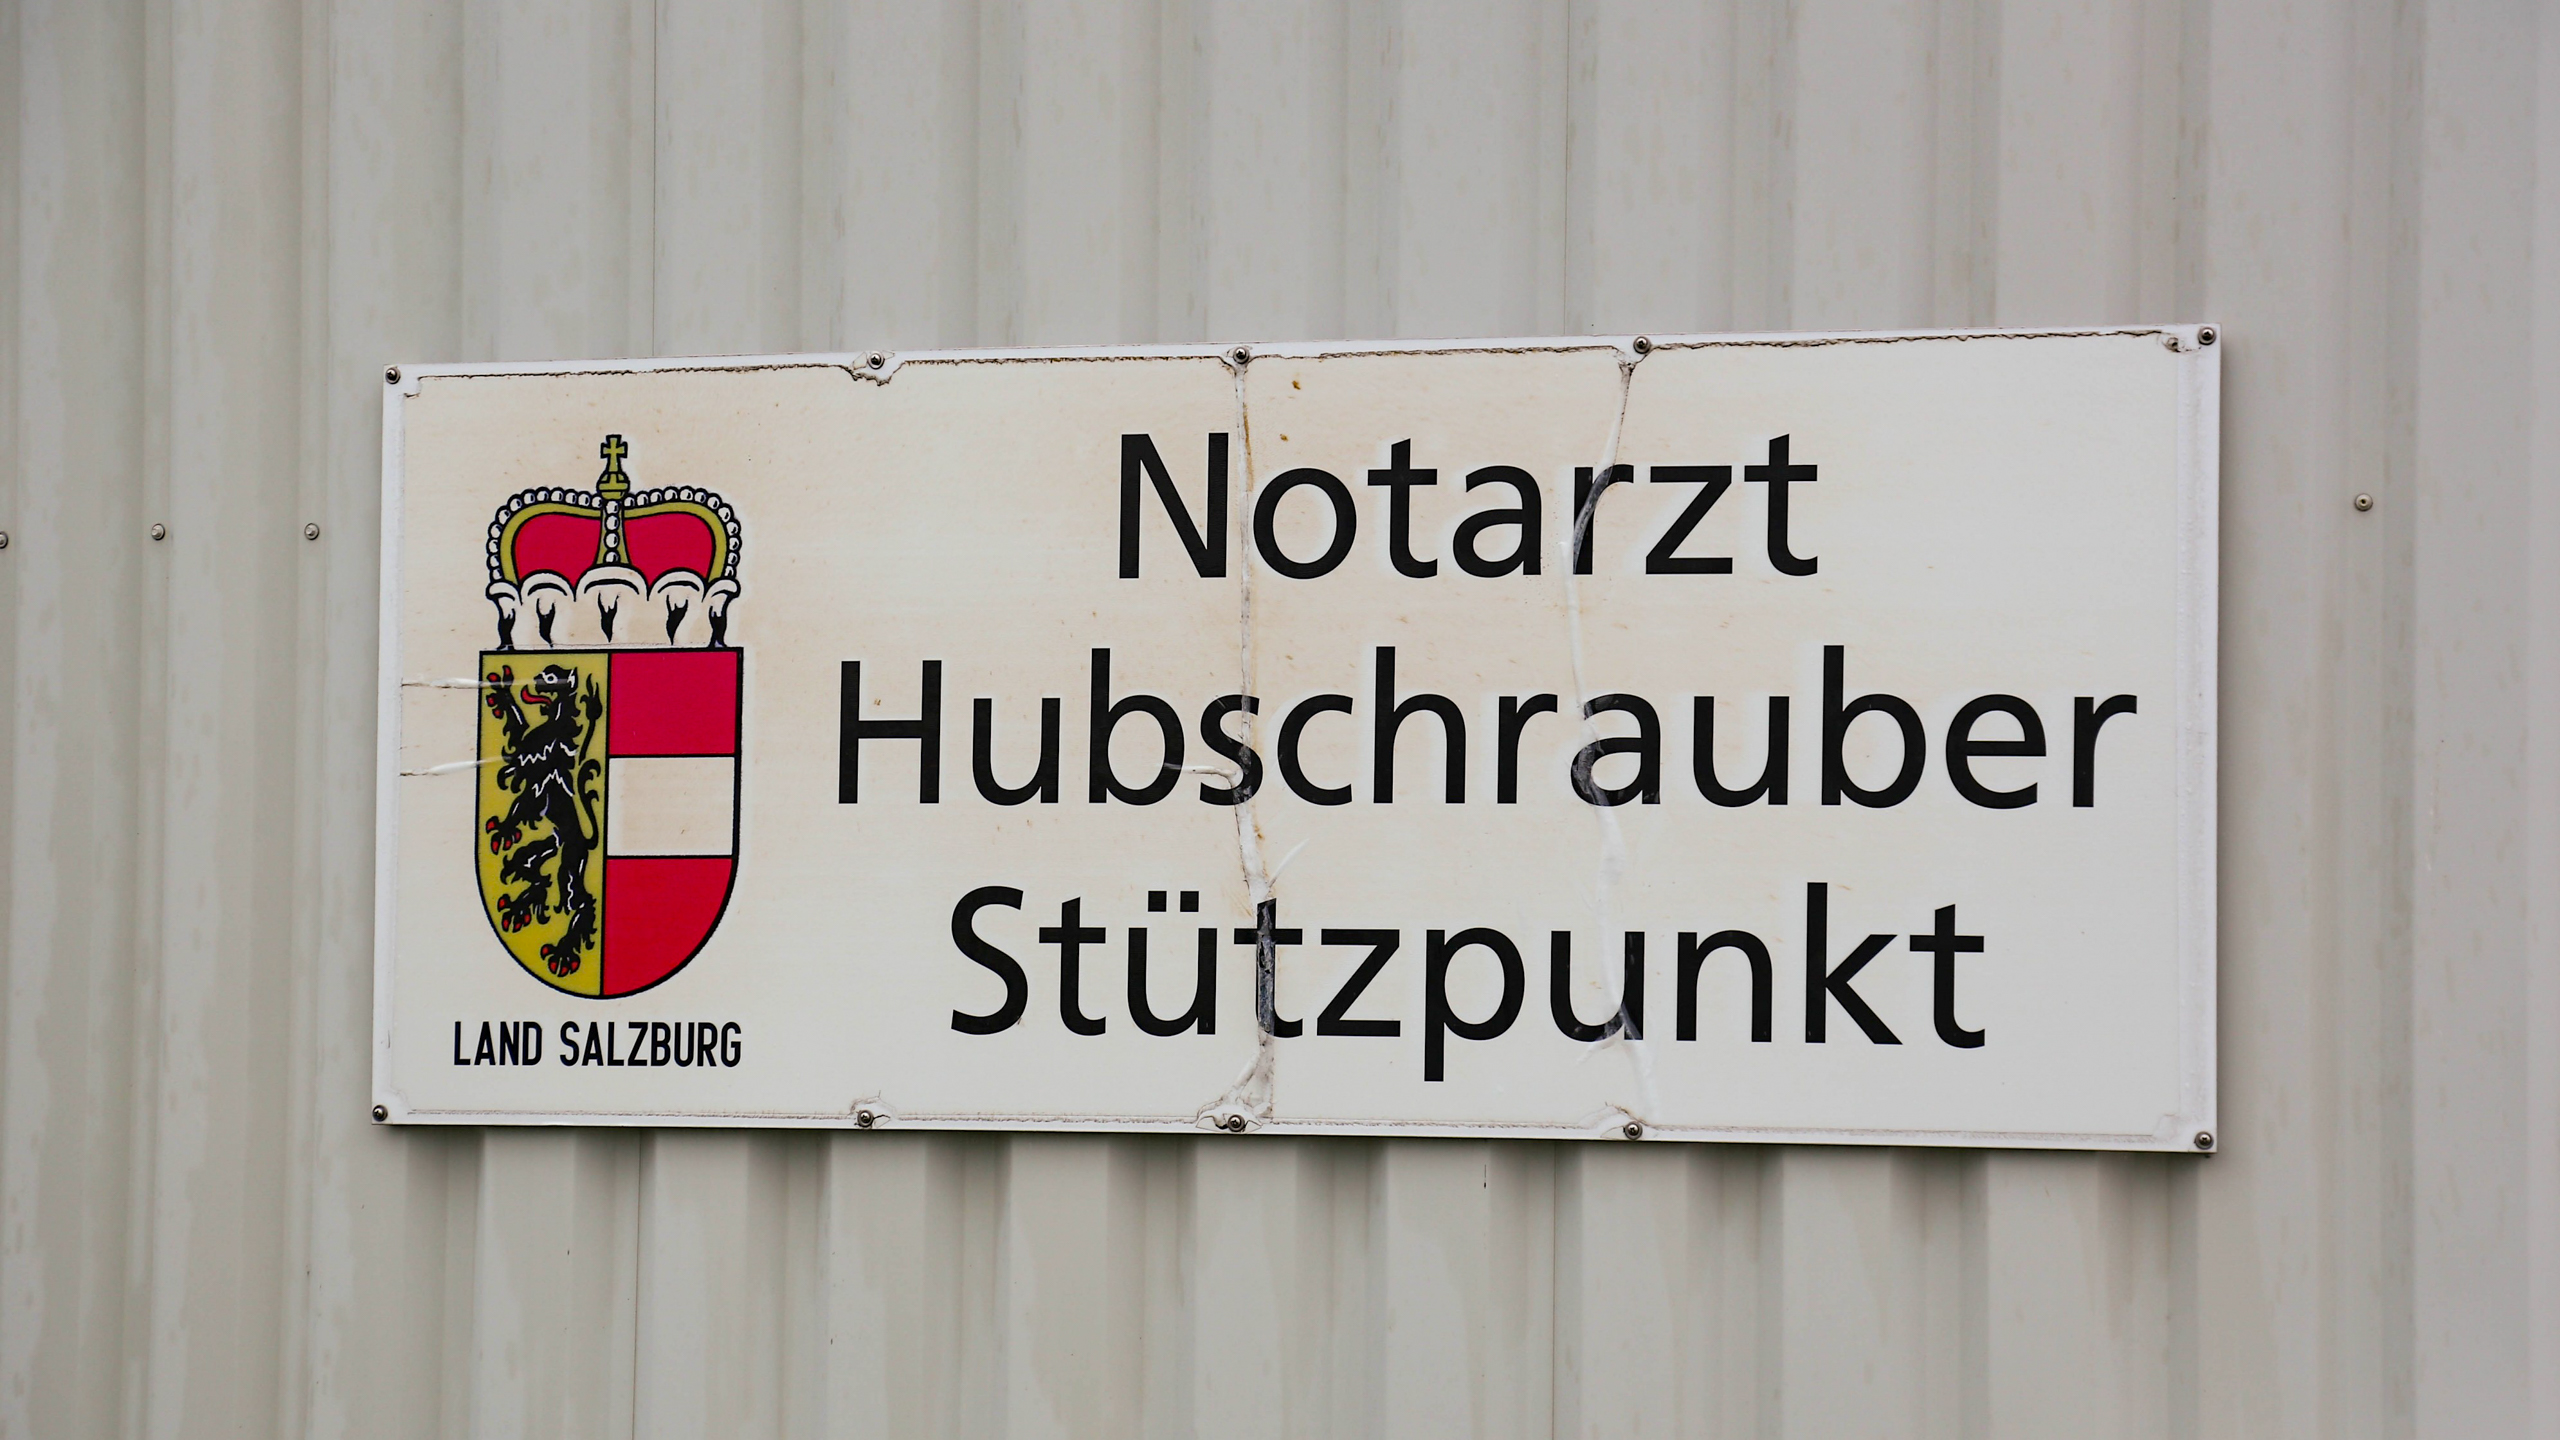 Notarzt
Hubschrauber
Stützpunkt
LAND SALZBURG